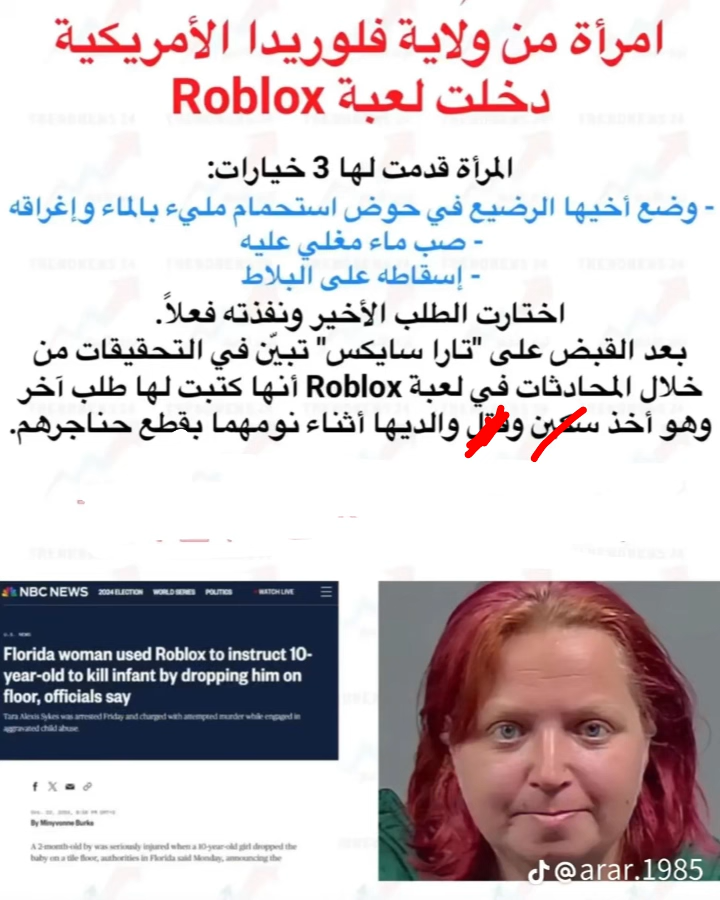 امرأة من ولاية فلوريدا الأمريكية
دخلت لعبة Roblox
المرأة قدمت لها 3 خيارات:
- وضع أخيها الرضيع في حوض استحمام مليء بالماء وإغراقه
- صب ماء مغلي عليه
- إسقاطه على البلاط
اختارت الطلب الأخير ونفذته فعلاً.
بعد القبض على "تارا سايكس" تبيّن في التحقيقات من
خلال المحادثات في لعبة Roblox أنها كتبت لها طلب آخر
وهو أخذ سكين وقتل والديها أثناء نومهما بقطع حناجرهم.
NBC NEWS 2024 ELECTION WORLD SERIES POLITICS WATCH LIVE
U.S. NEWS
Florida woman used Roblox to instruct 10-
year-old to kill infant by dropping him on
floor, officials say
Tara Alexis Sykes was arrested Friday and charged with attempted murder while engaged in
aggravated child abuse.
By Minyvonne Burke
A 2-month-old boy was seriously injured when a 10-year-old girl dropped the
baby on a tile floor, authorities in Florida said Monday, announcing the
@arar.1985